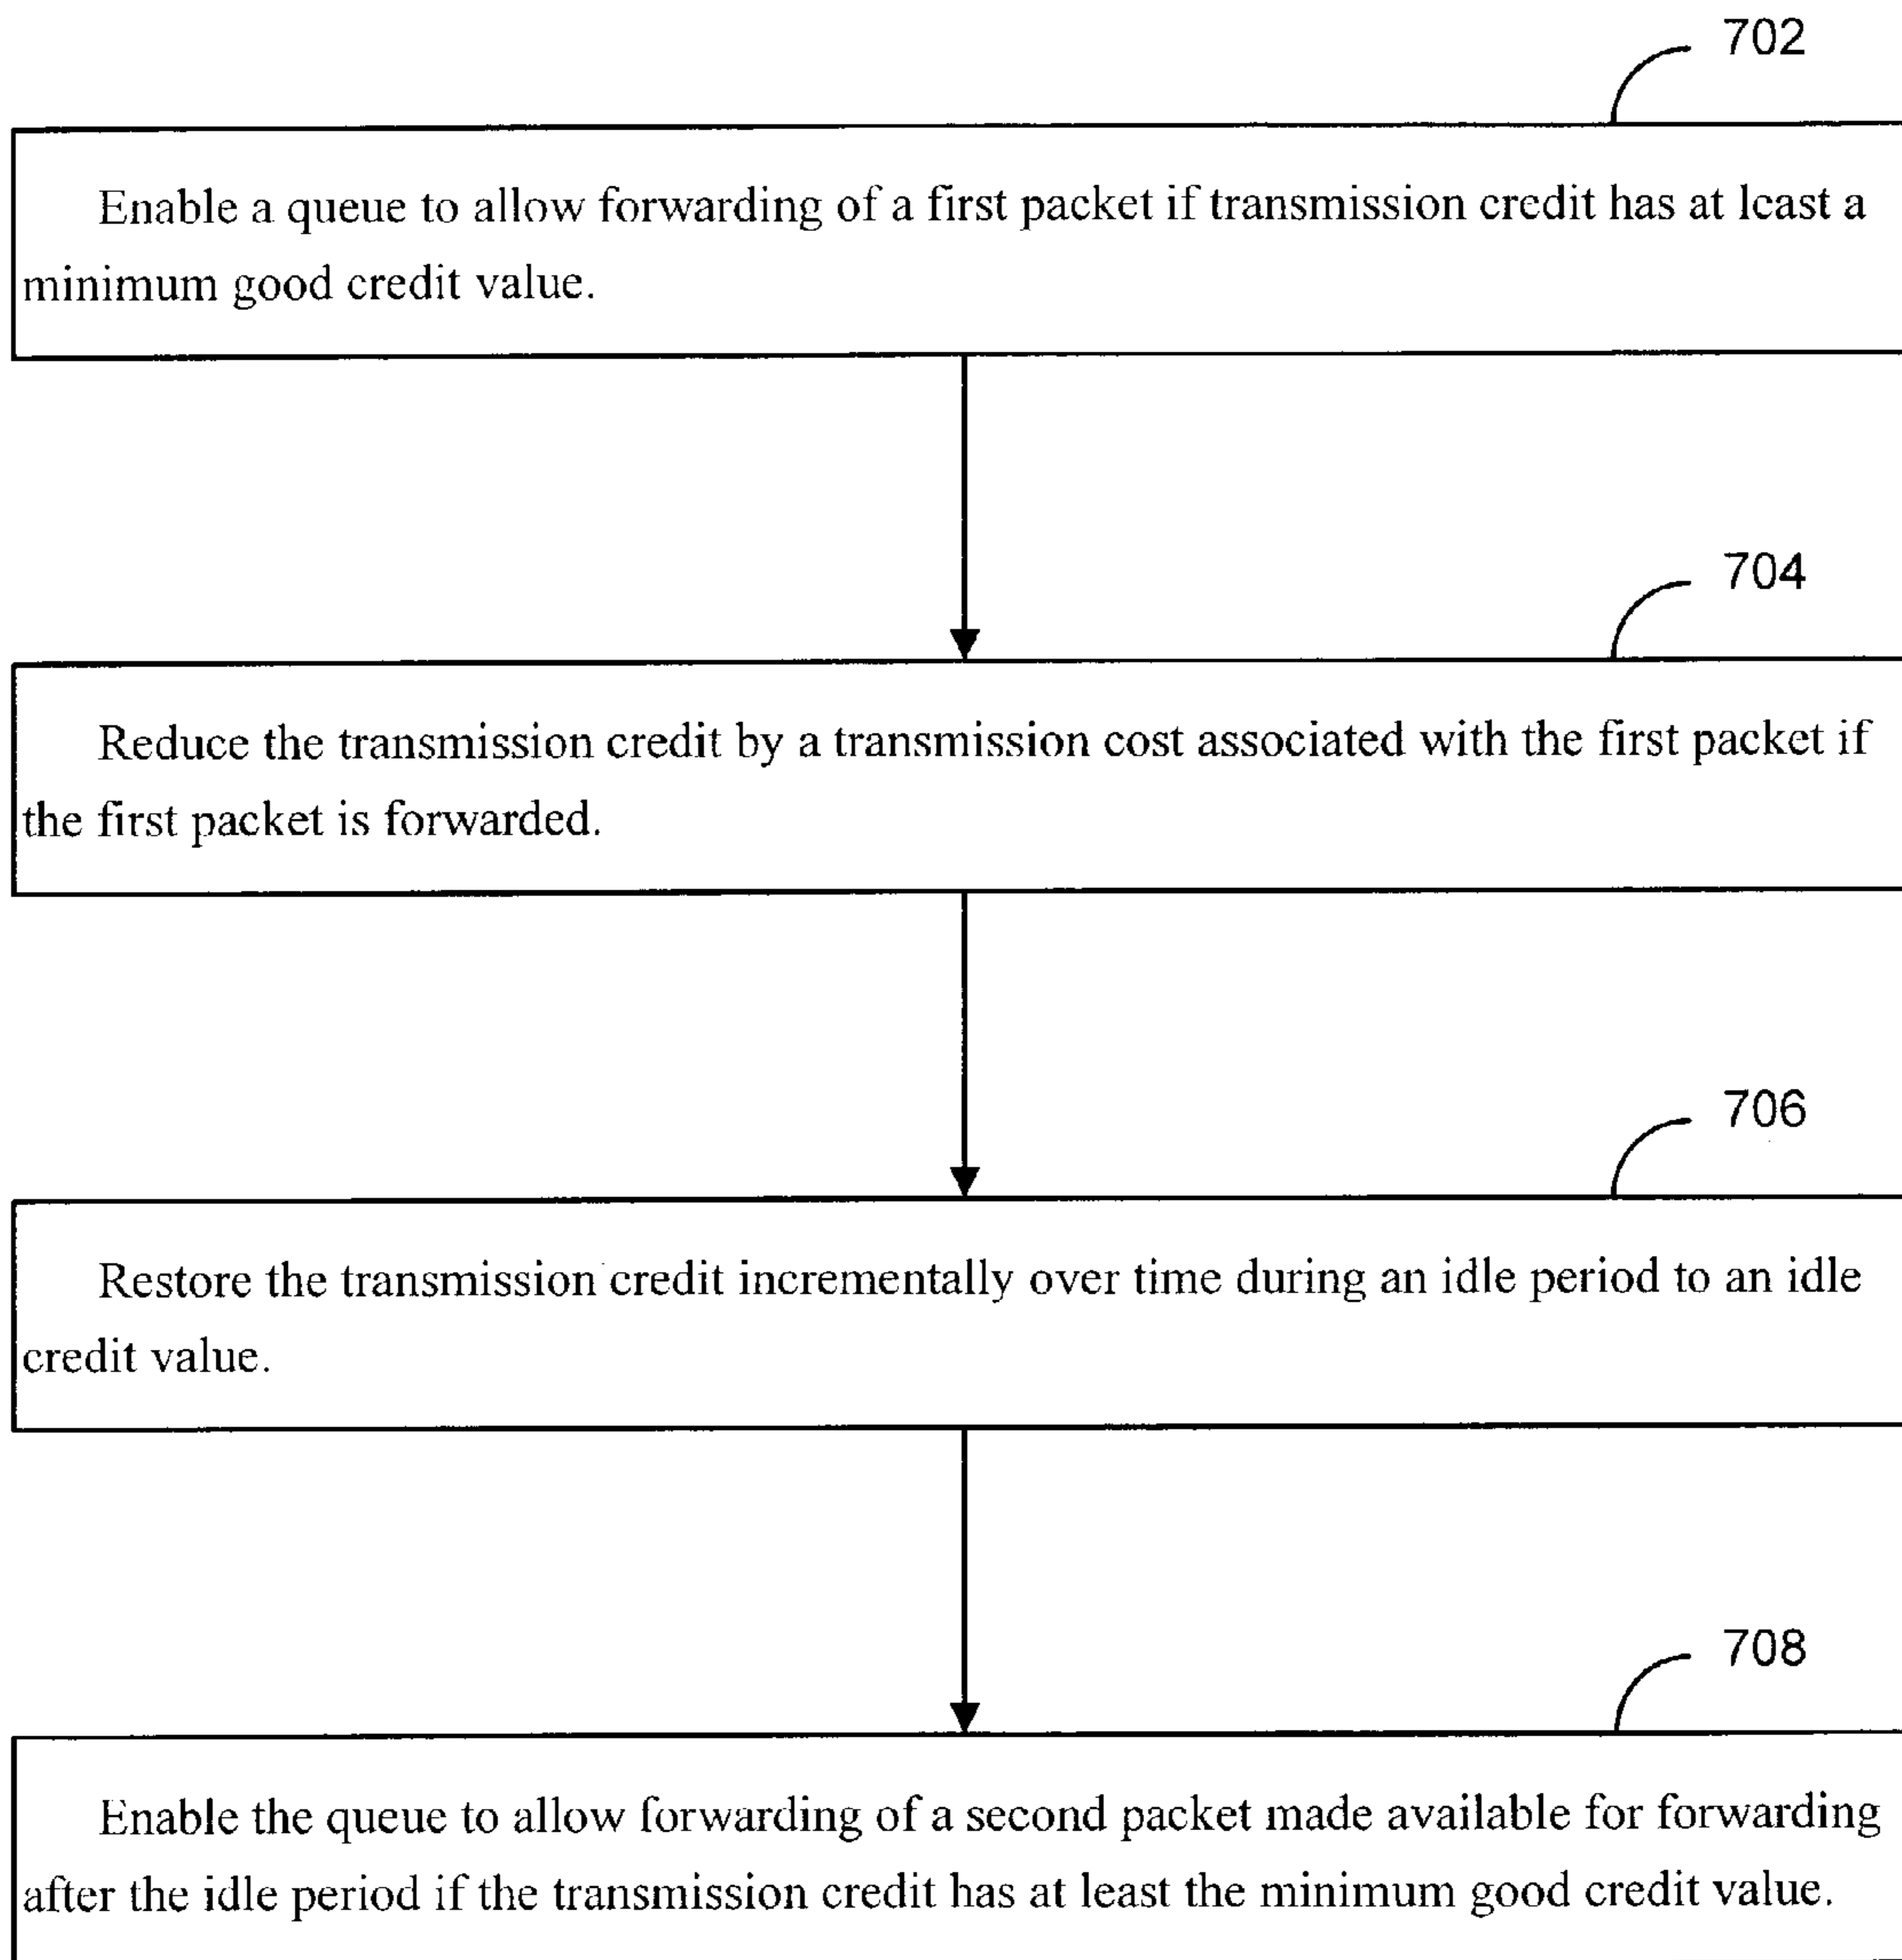 702
Enable a queue to allow forwarding of a first packet if transmission credit has at least a
minimum good credit value.
704
Reduce the transmission credit by a transmission cost associated with the first packet if
the first packet is forwarded.
706
Restore the transmission credit incrementally over time during an idle period to an idle
credit value.
708
Enable the queue to allow forwarding of a second packet made available for forwarding
after the idle period if the transmission credit has at least the minimum good credit value.